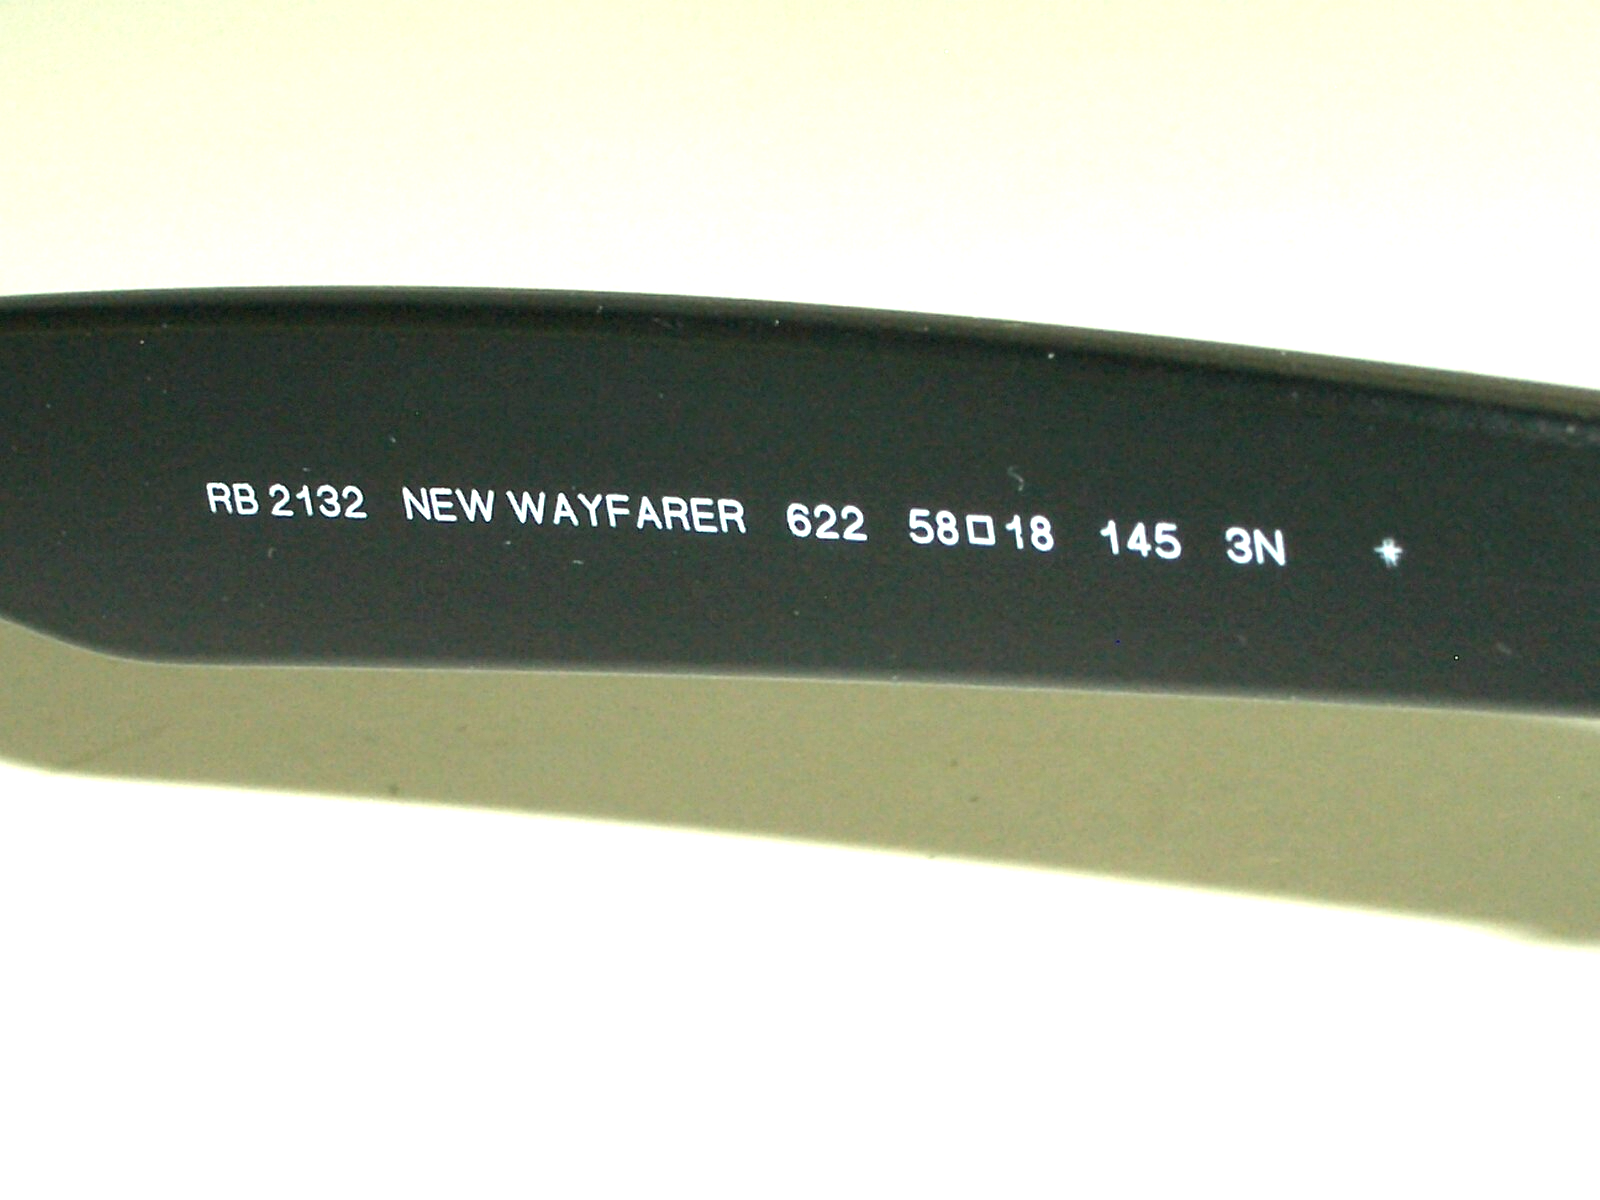 RB 2132 NEW WAYFARER 622 58□18 145 3N *